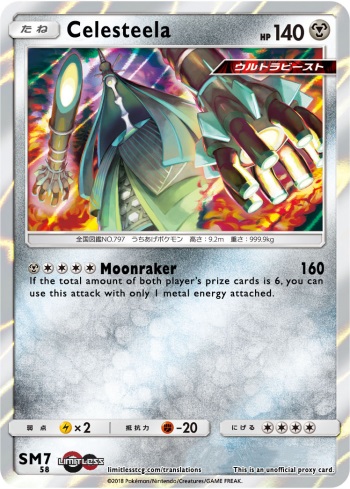 たね Celesteela HP 140
ウルトラビースト
全国図鑑NO.797 うちあげポケモン 高さ:9.2m 重さ:999.9kg
Moonraker 160
If the total amount of both player's prize cards is 6, you can
use this attack with only 1 metal energy attached.
弱点 ×2 抵抗力 -20 にげる
SM7
58
LIMITLESS
limitlesstcg.com/translations
This is an unofficial proxy card.
©2018 Pokémon/Nintendo/Creatures/GAME FREAK.